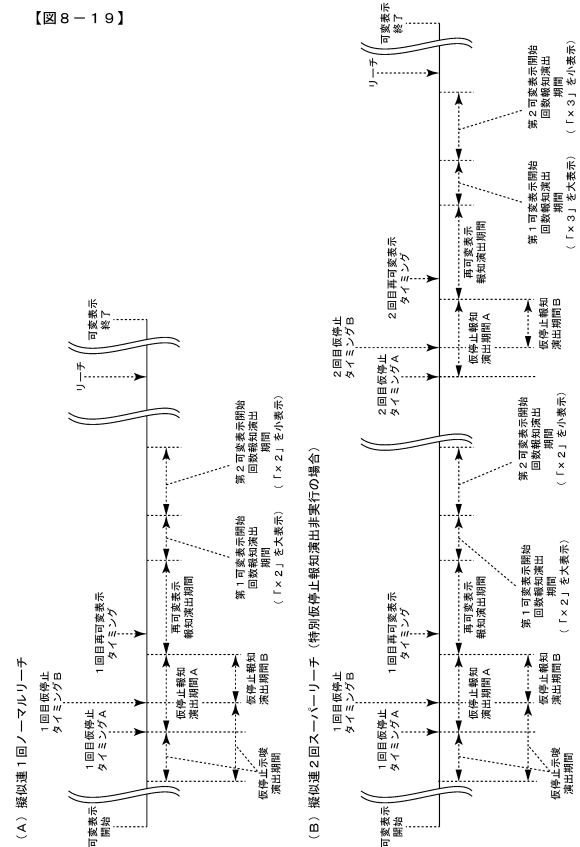 【図８－１９】
（Ａ）擬似連１回ノーマルリーチ
可変表示
開始
１回目仮停止
タイミングＡ
１回目仮停止
タイミングＢ
１回目再可変表示
タイミング
リーチ
可変表示
終了
仮停止示唆
演出期間
仮停止報知
演出期間Ａ
仮停止報知
演出期間Ｂ
再可変表示
報知演出期間
第１可変表示開始
回数報知演出
期間
（「×２」を大表示）
第２可変表示開始
回数報知演出
期間
（「×２」を小表示）
（Ｂ）擬似連２回スーパーリーチ（特別仮停止報知演出非実行の場合）
可変表示
開始
１回目仮停止
タイミングＡ
１回目仮停止
タイミングＢ
１回目再可変表示
タイミング
２回目仮停止
タイミングＡ
２回目仮停止
タイミングＢ
２回目再可変表示
タイミング
リーチ
可変表示
終了
仮停止示唆
演出期間
仮停止報知
演出期間Ａ
仮停止報知
演出期間Ｂ
再可変表示
報知演出期間
第１可変表示開始
回数報知演出
期間
（「×２」を大表示）
第２可変表示開始
回数報知演出
期間
（「×２」を小表示）
仮停止報知
演出期間Ａ
仮停止報知
演出期間Ｂ
再可変表示
報知演出期間
第１可変表示開始
回数報知演出
期間
（「×３」を大表示）
第２可変表示開始
回数報知演出
期間
（「×３」を小表示）